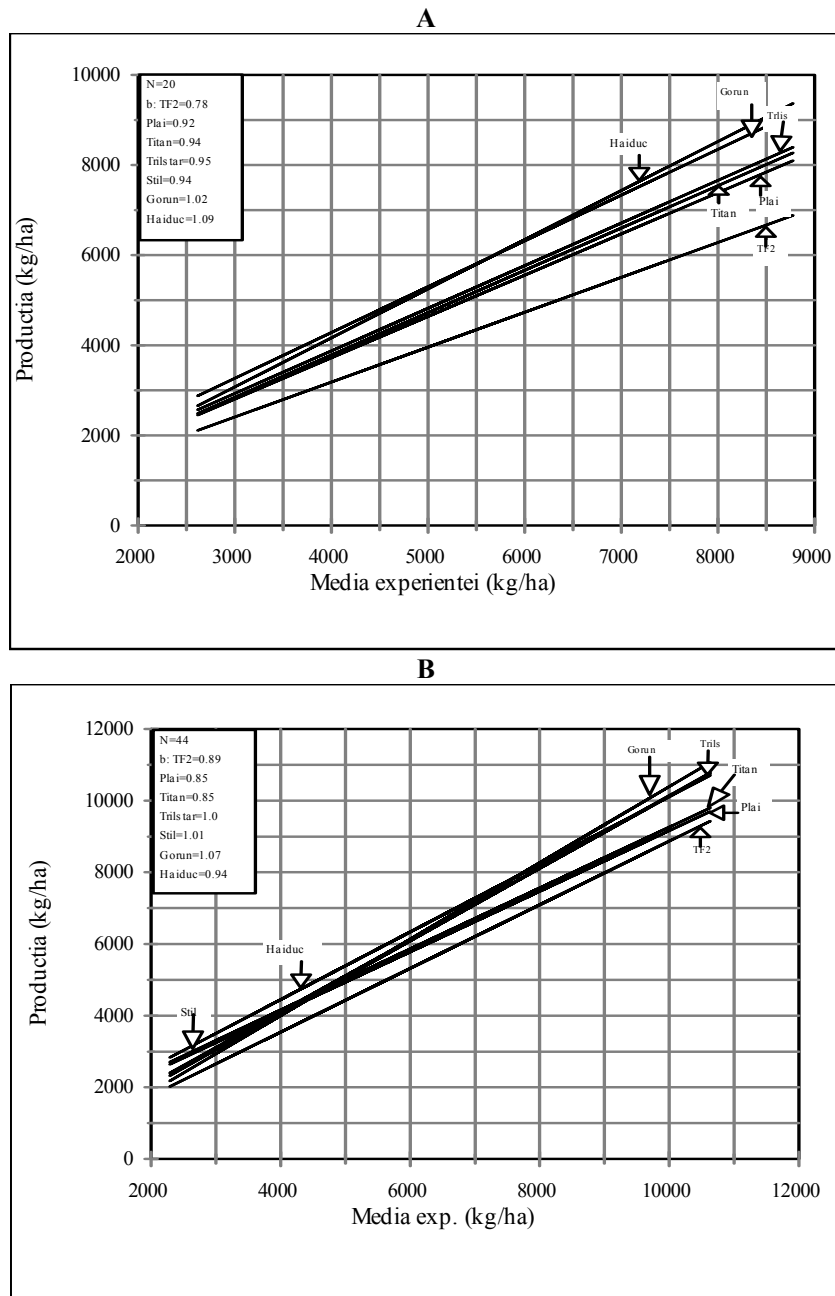 A
10000
8000
6000
4000
2000
0
Productia (kg/ha)
N=20
b: TF2=0.78
Plai=0.92
Titan=0.94
Trilstar=0.95
Stil=0.94
Gorun=1.02
Haiduc=1.09
Gorun
Trlis
Haiduc
Titan
Plai
TF2
2000 3000 4000 5000 6000 7000 8000 9000
Media experientei (kg/ha)
B
12000
10000
8000
6000
4000
2000
0
Productia (kg/ha)
N=44
b: TF2=0.89
Plai=0.85
Titan=0.85
Trilstar=1.0
Stil=1.01
Gorun=1.07
Haiduc=0.94
Gorun
Trils
Titan
Plai
TF2
Haiduc
Stil
2000 4000 6000 8000 10000 12000
Media exp. (kg/ha)